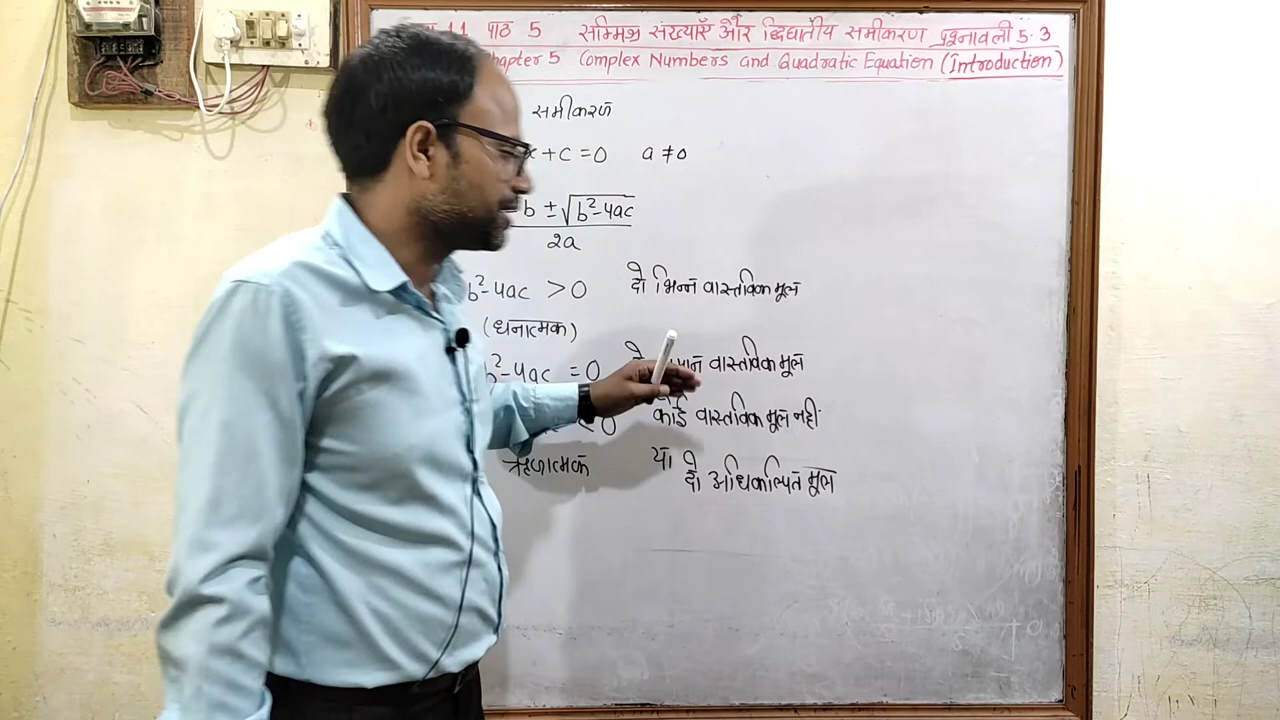 11 पाठ 5 सम्मिश्र संख्याएँ और द्विघातीय समीकरण प्रश्नावली 5.3
hapter 5 Complex Numbers and Quadratic Equation (Introduction)
समीकरण
x + c = 0 a ≠ 0
b ± √b²-4ac
2a
b²-4ac > 0 दो भिन्न वास्तविक मूल
(धनात्मक)
b²-4ac = 0 दो वास्तविक मूल
< 0 कोई वास्तविक मूल नही
ऋणात्मक या
दो अधिकल्पित मूल